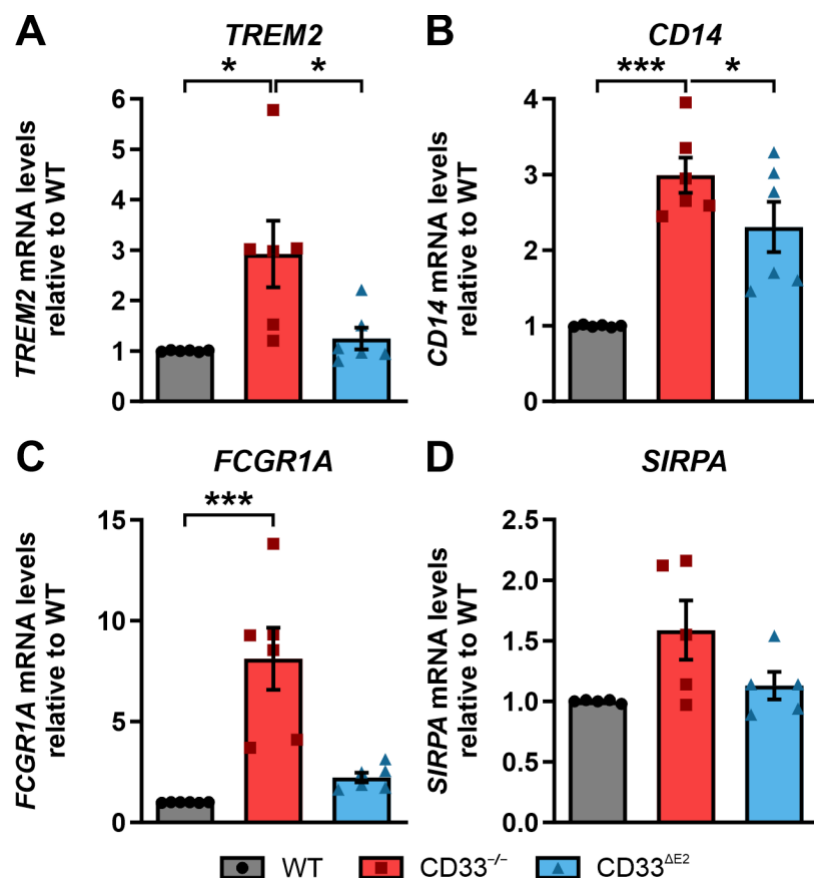 A
TREM2
*
*
6
5
4
3
2
1
0
TREM2 mRNA levels
relative to WT
B
CD14
***
*
4
3
2
1
0
CD14 mRNA levels
relative to WT
C
FCGR1A
***
15
10
5
0
FCGR1A mRNA levels
relative to WT
D
SIRPA
2.5
2.0
1.5
1.0
0.5
0.0
SIRPA mRNA levels
relative to WT
WT
CD33⁻/⁻
CD33ᐞᴱ²